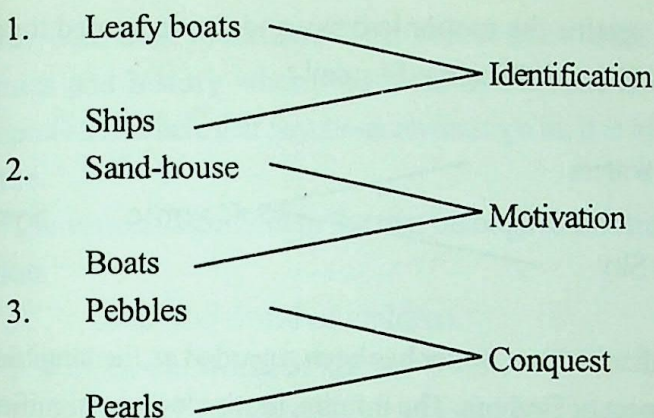 1. Leafy boats
Identification
Ships
2. Sand-house
Motivation
Boats
3. Pebbles
Conquest
Pearls